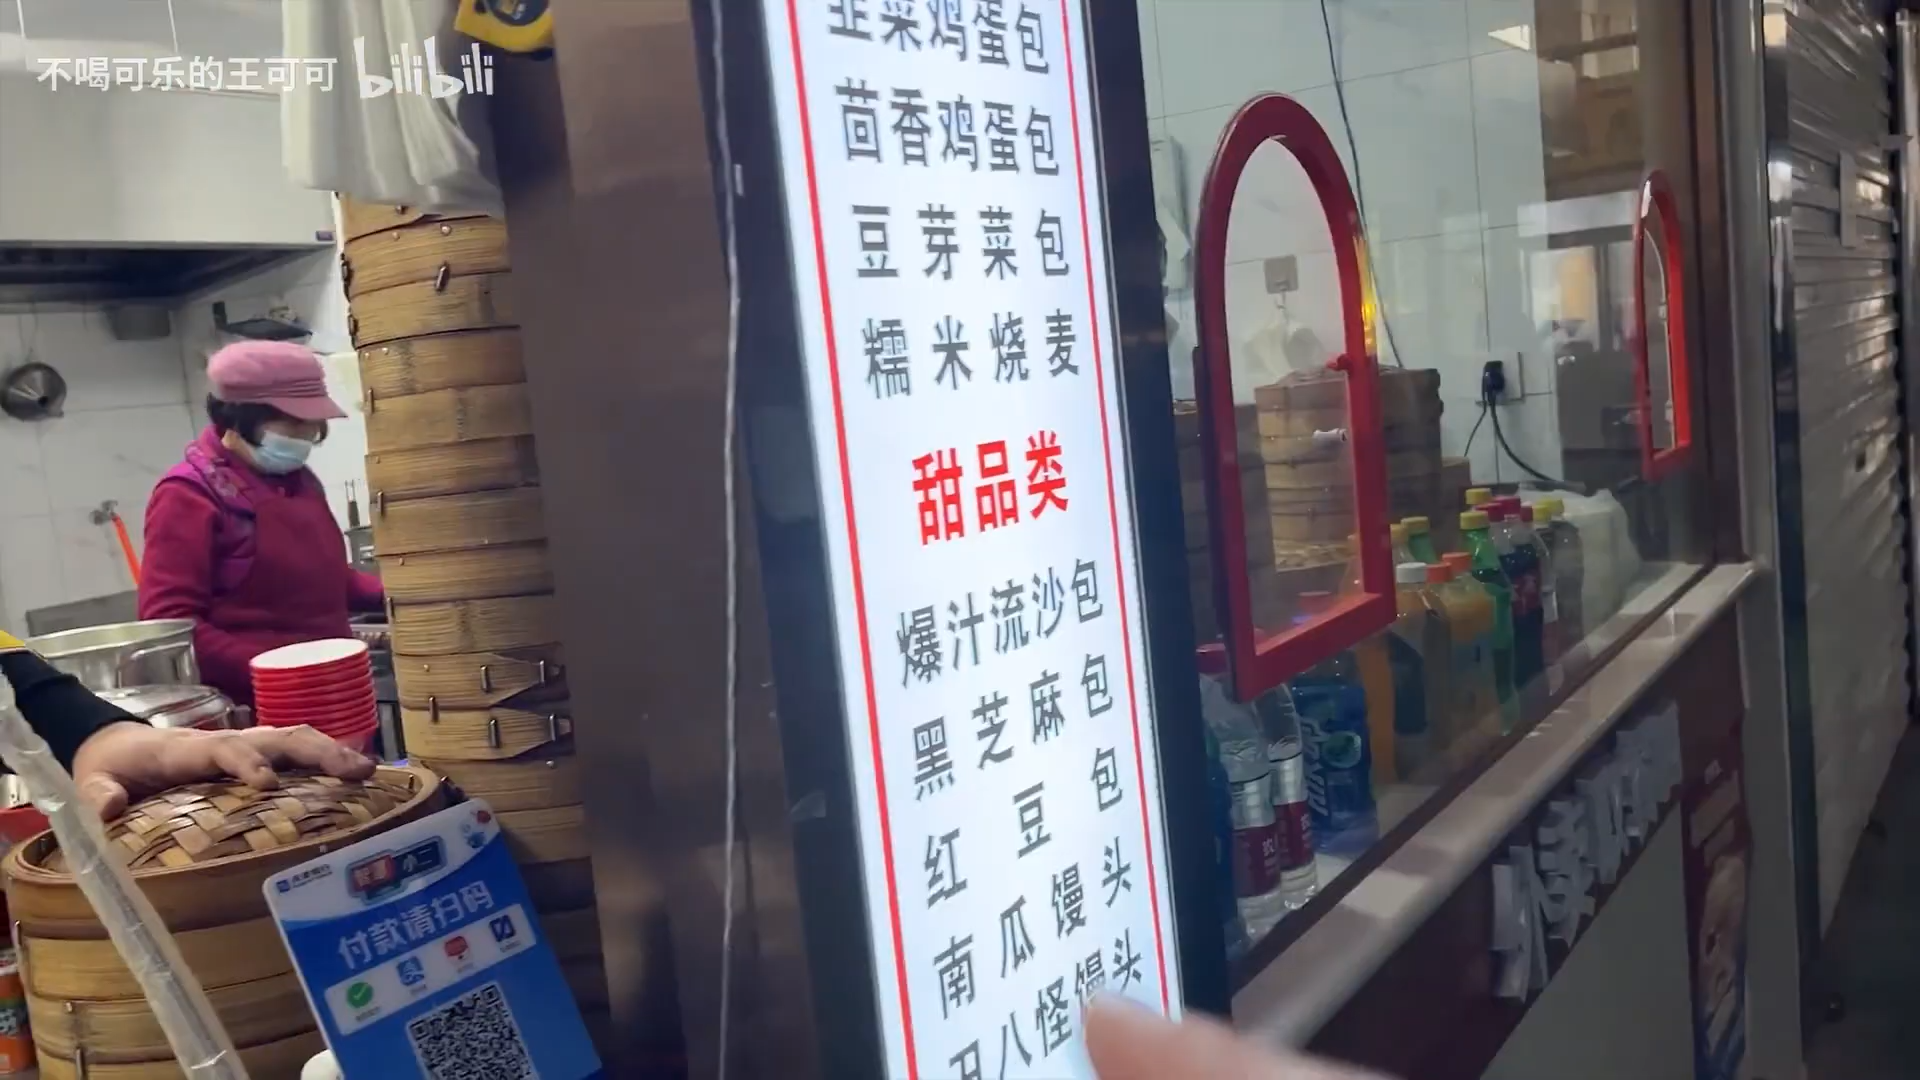 不喝可乐的王可可 bilibili
韭菜鸡蛋包
茴香鸡蛋包
豆芽菜包
糯米烧麦
甜品类
爆汁流沙包
黑芝麻包
红豆包
南瓜馒头
丑八怪馒头
付款请扫码